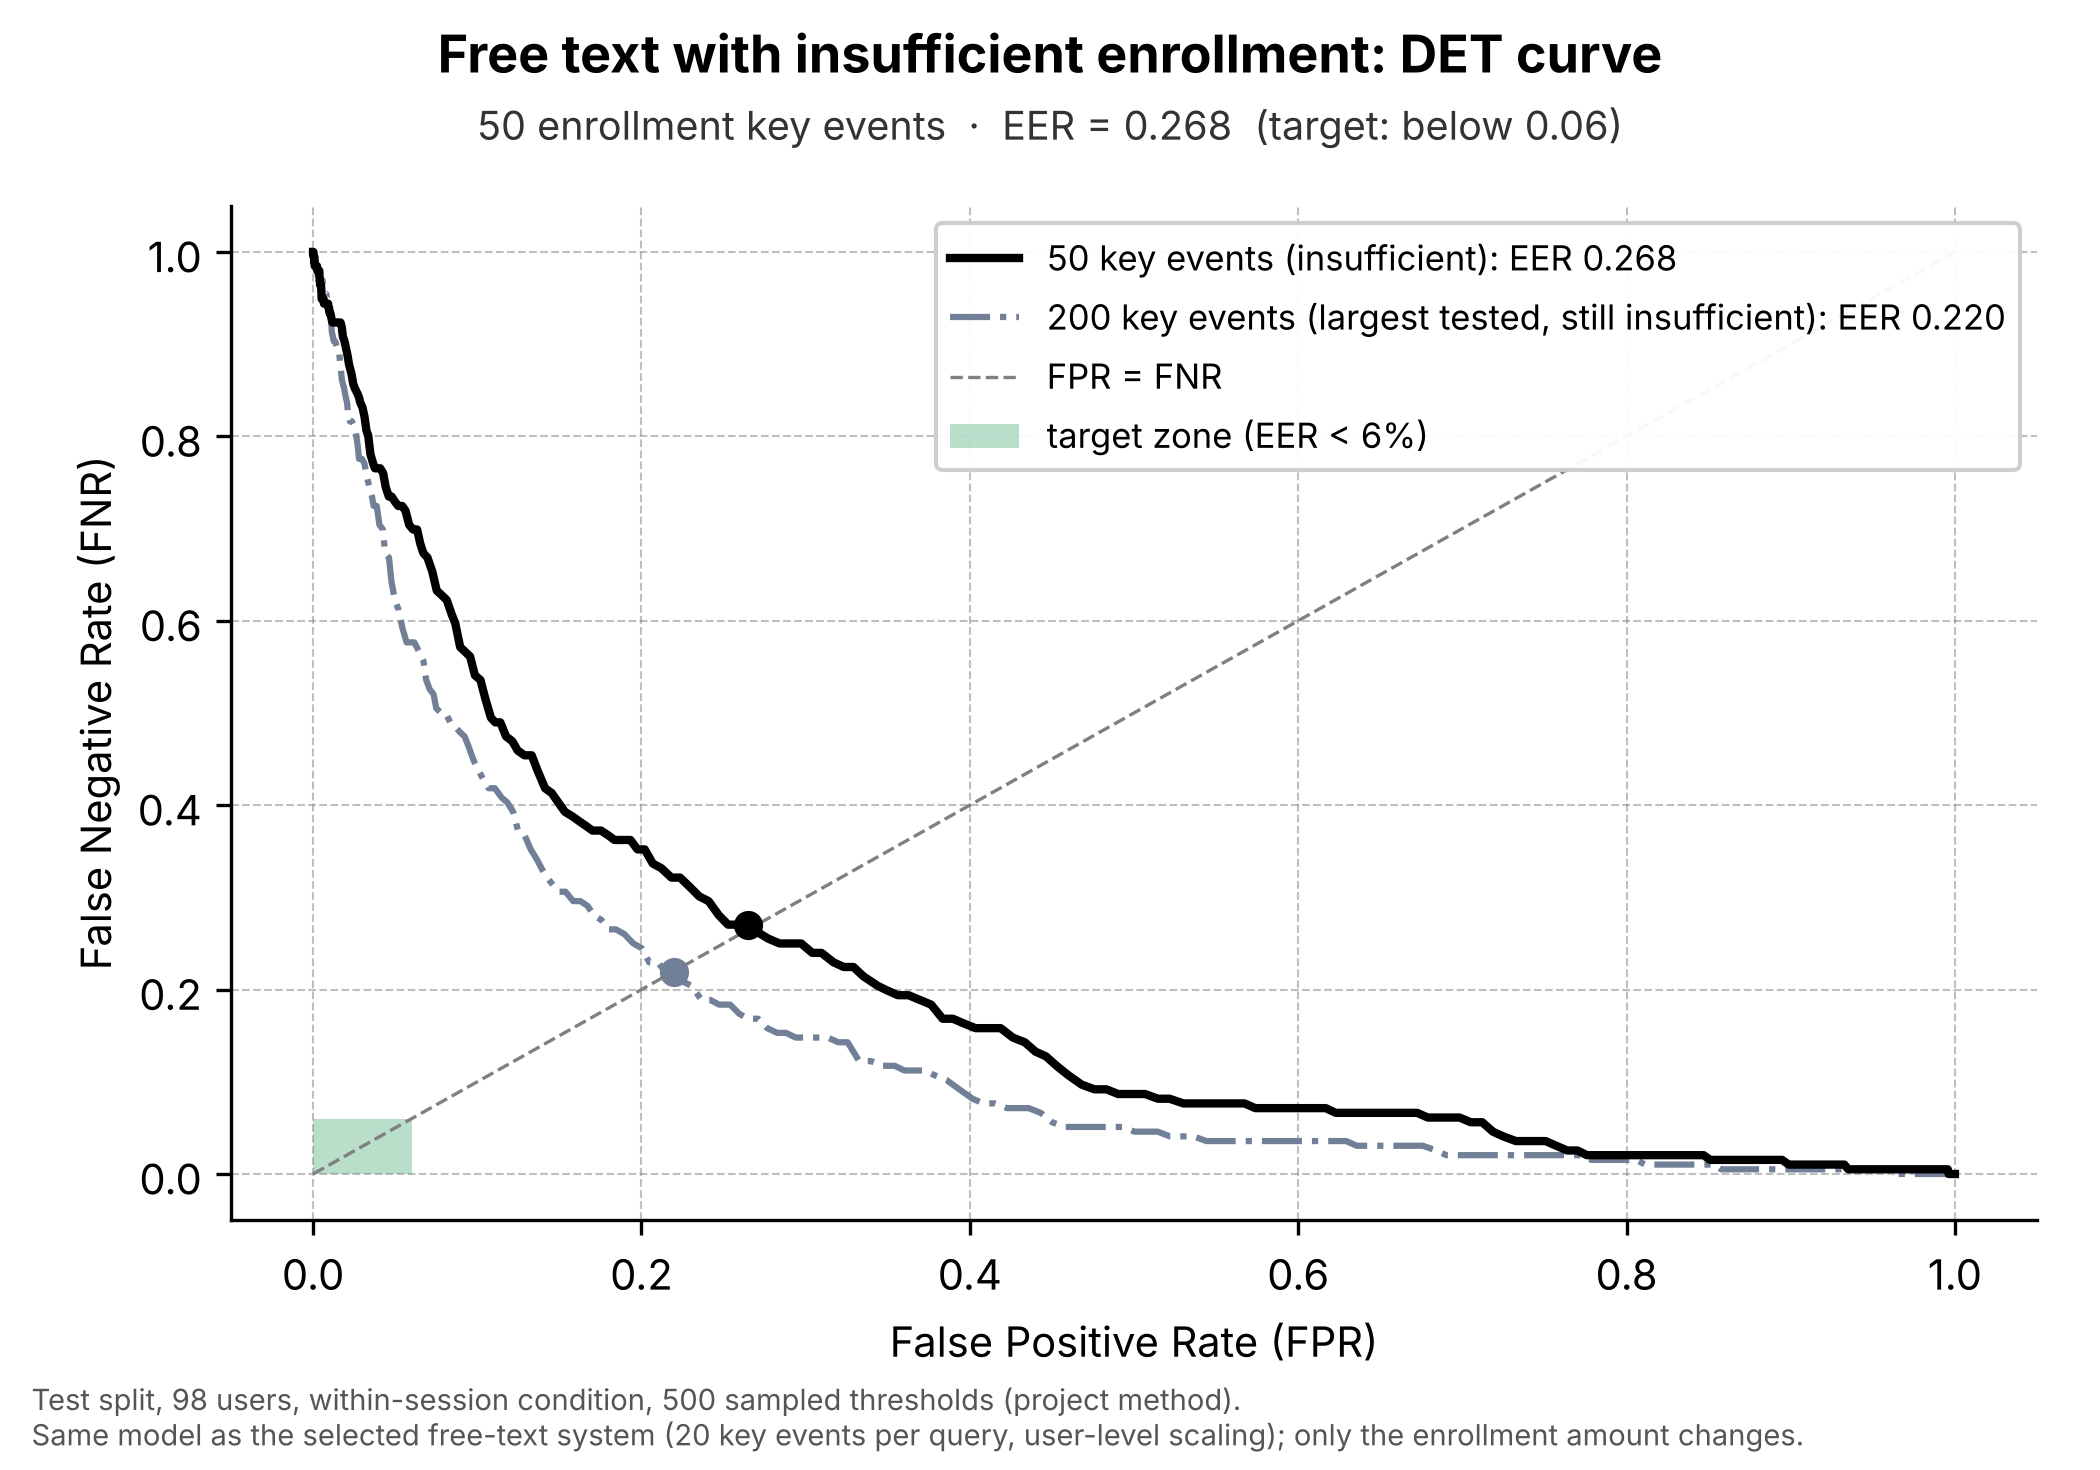 Free text with insufficient enrollment: DET curve
50 enrollment key events · EER = 0.268 (target: below 0.06)
50 key events (insufficient): EER 0.268
200 key events (largest tested, still insufficient): EER 0.220
FPR = FNR
target zone (EER < 6%)
False Negative Rate (FNR)
1.0
0.8
0.6
0.4
0.2
0.0
0.0 0.2 0.4 0.6 0.8 1.0
False Positive Rate (FPR)
Test split, 98 users, within-session condition, 500 sampled thresholds (project method).
Same model as the selected free-text system (20 key events per query, user-level scaling); only the enrollment amount changes.